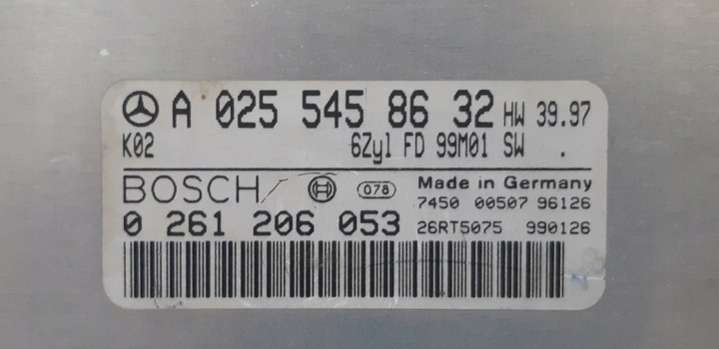 A 025 545 86 32 HW 39.97
K02 6Zyl FD 99M01 SW .
BOSCH 078 Made in Germany
7450 00507 96126
0 261 206 053 26RT5075 990126